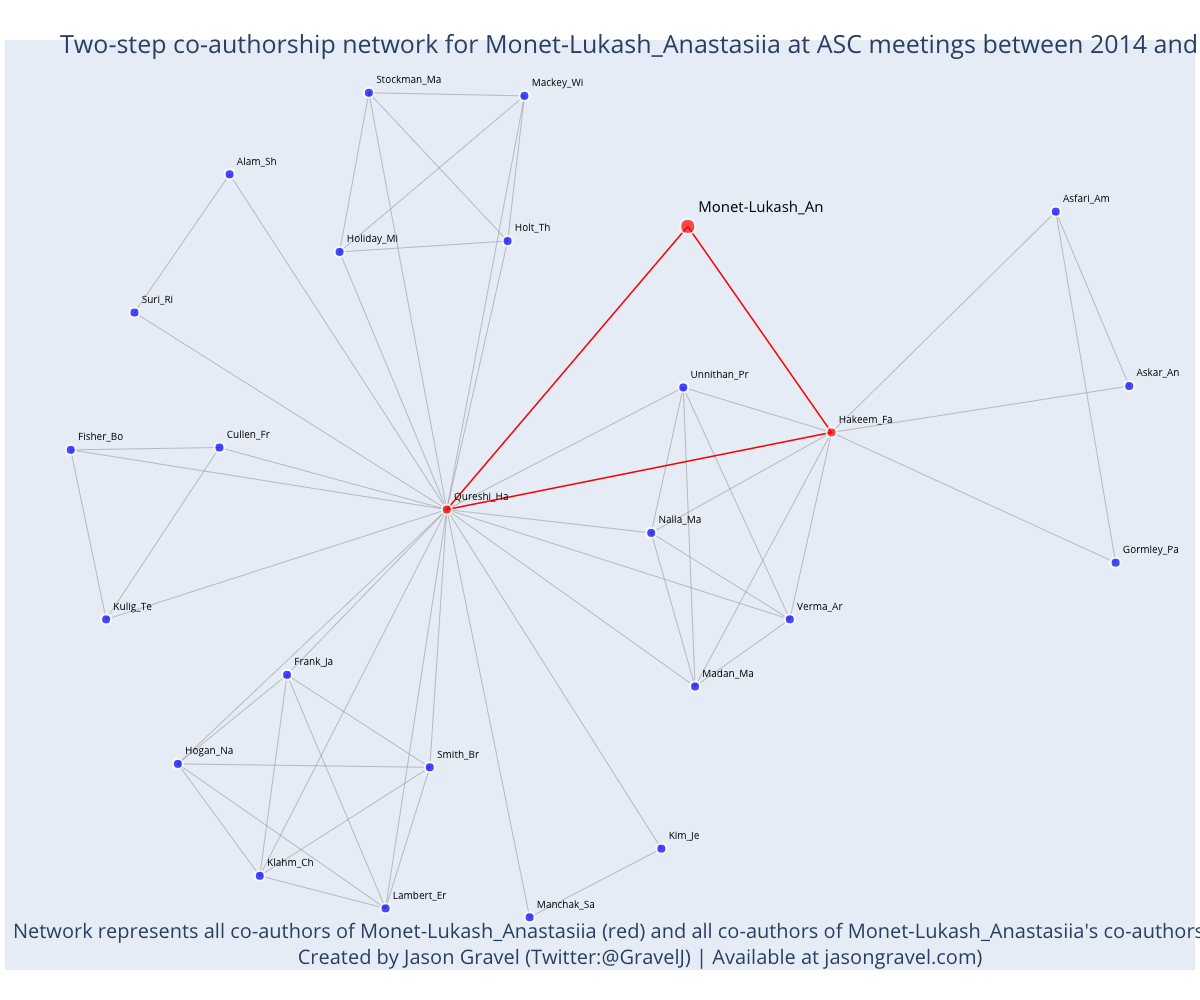 Two-step co-authorship network for Monet-Lukash_Anastasiia at ASC meetings between 2014 and
Stockman_Ma
Mackey_Wi
Alam_Sh
Asfari_Am
Monet-Lukash_An
Holt_Th
Holiday_Mi
Suri_Ri
Askar_An
Unnithan_Pr
Hakeem_Fa
Cullen_Fr
Fisher_Bo
Qureshi_Ha
Nalla_Ma
Gormley_Pa
Kulig_Te
Verma_Ar
Frank_Ja
Madan_Ma
Hogan_Na
Smith_Br
Kim_Je
Klahm_Ch
Lambert_Er
Manchak_Sa
Network represents all co-authors of Monet-Lukash_Anastasiia (red) and all co-authors of Monet-Lukash_Anastasiia's co-authors
Created by Jason Gravel (Twitter:@GravelJ) | Available at jasongravel.com)